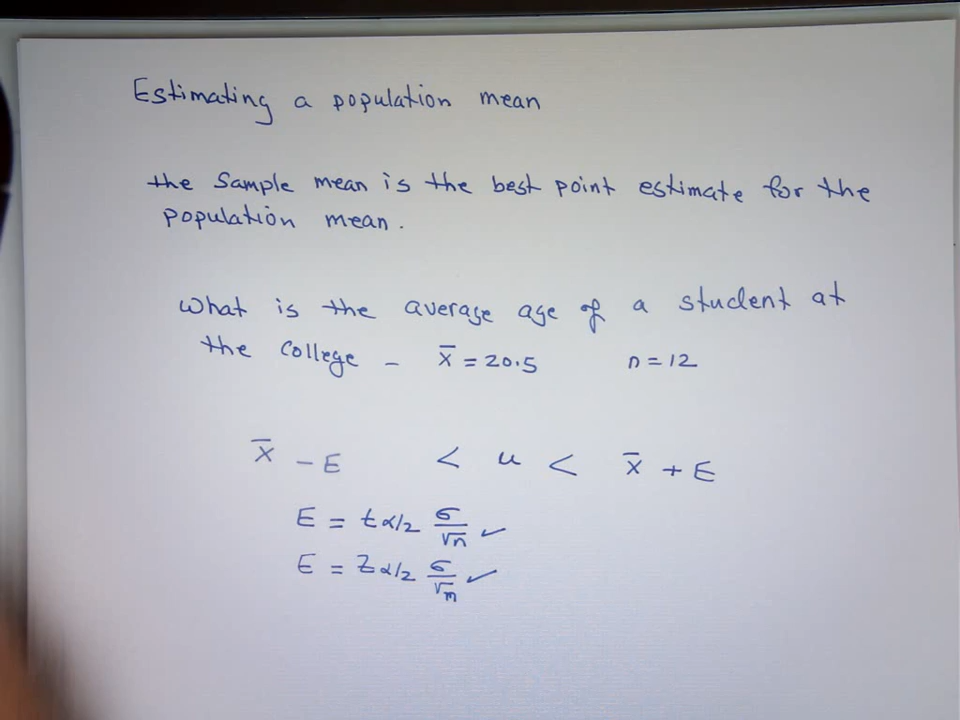 Estimating a population mean
the Sample mean is the best point estimate for the
population mean.
What is the average age of a student at
the college - x̄ = 20.5 n = 12
x̄ - E < u < x̄ + E
E = tα/2 σ/√n ✓
E = Zα/2 σ/√n ✓